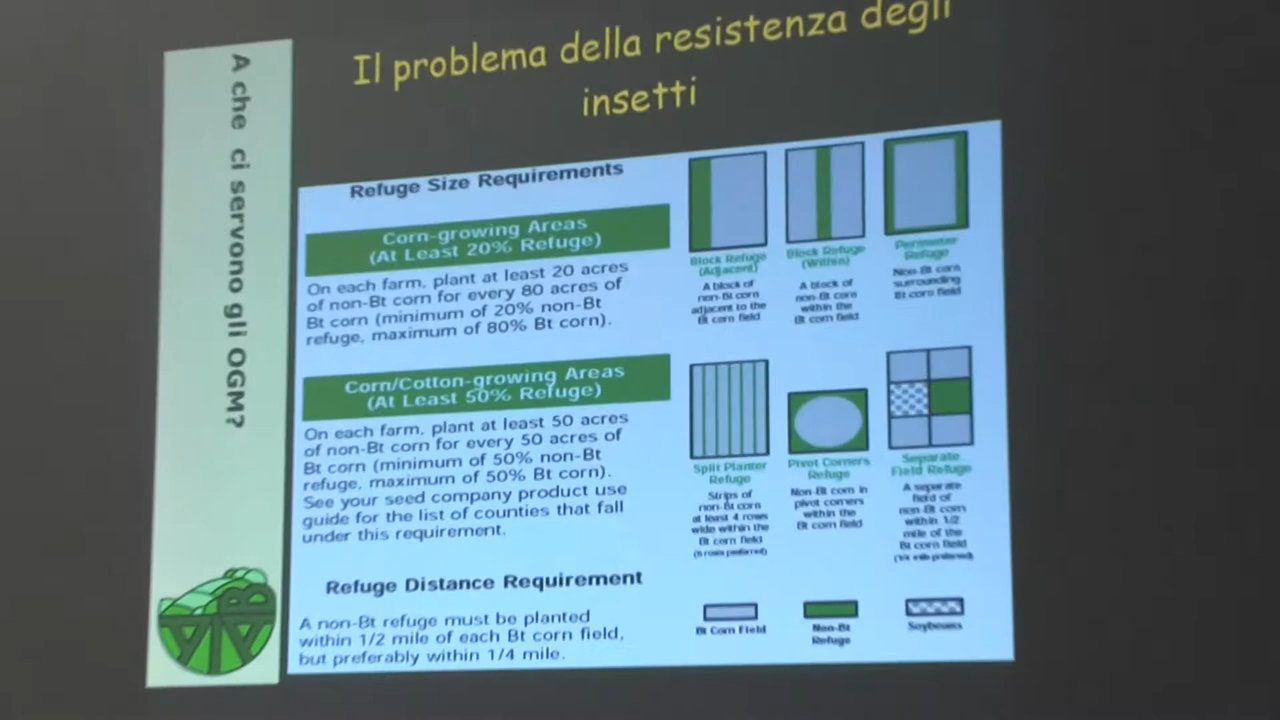 A che ci servono gli OGM?
Il problema della resistenza degli
insetti
Refuge Size Requirements
Corn-growing Areas
(At Least 20% Refuge)
On each farm, plant at least 20 acres
of non-Bt corn for every 80 acres of
Bt corn (minimum of 20% non-Bt
refuge, maximum of 80% Bt corn).
Corn/Cotton-growing Areas
(At Least 50% Refuge)
On each farm, plant at least 50 acres
of non-Bt corn for every 50 acres of
Bt corn (minimum of 50% non-Bt
refuge, maximum of 50% Bt corn).
See your seed company product use
guide for the list of counties that fall
under this requirement.
Refuge Distance Requirement
A non-Bt refuge must be planted
within 1/2 mile of each Bt corn field,
but preferably within 1/4 mile.
Block Refuge
(Adjacent)
A block of
non-Bt corn
adjacent to the
Bt corn field
Block Refuge
(Within)
A block of
non-Bt corn
within the
Bt corn field
Perimeter
Refuge
Non-Bt corn
surrounding
Bt corn field
Split Planter
Refuge
Strips of
non-Bt corn
at least 4 rows
wide within the
Bt corn field
(6 rows preferred)
Pivot Corners
Refuge
Non-Bt corn in
pivot corners
within the
Bt corn field
Separate
Field Refuge
A separate
field of
non-Bt corn
within 1/2
mile of the
Bt corn field
(1/4 mile preferred)
Bt Corn Field
Non-Bt
Refuge
Soybeans